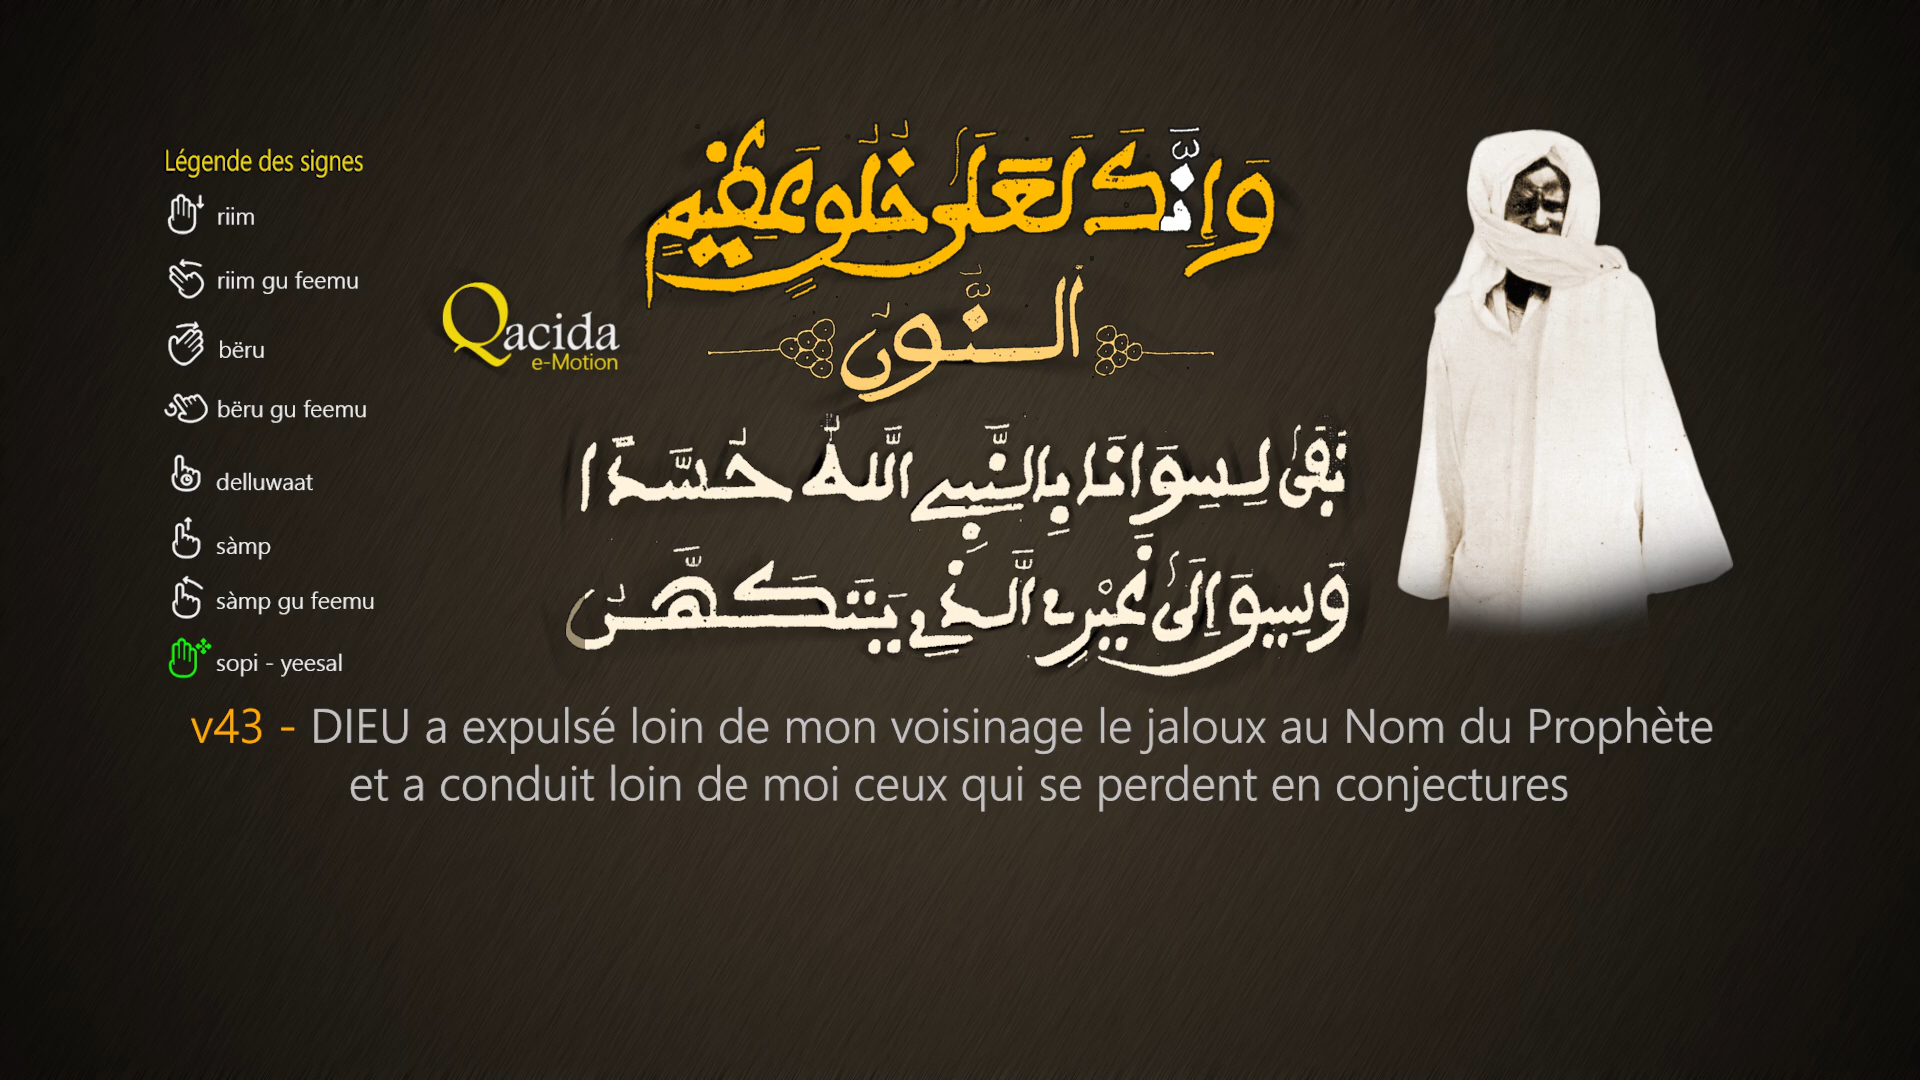 Légende des signes
riim
riim gu feemu
bëru
bëru gu feemu
delluwaat
sàmp
sàmp gu feemu
sopi - yeesal
Qacida
e-Motion
وَإِنَّكَ لَعَلَىٰ خُلُقٍ عَظِيمٍ
النُّون
نَفَى لِسِوَانَا بِالنَّبِيِ اللَّهُ حُسَّدًا
وَسِيقَ إِلَى غَيْرِي الَّذِي يَتَكَهَّنُ
v43 - DIEU a expulsé loin de mon voisinage le jaloux au Nom du Prophète
et a conduit loin de moi ceux qui se perdent en conjectures